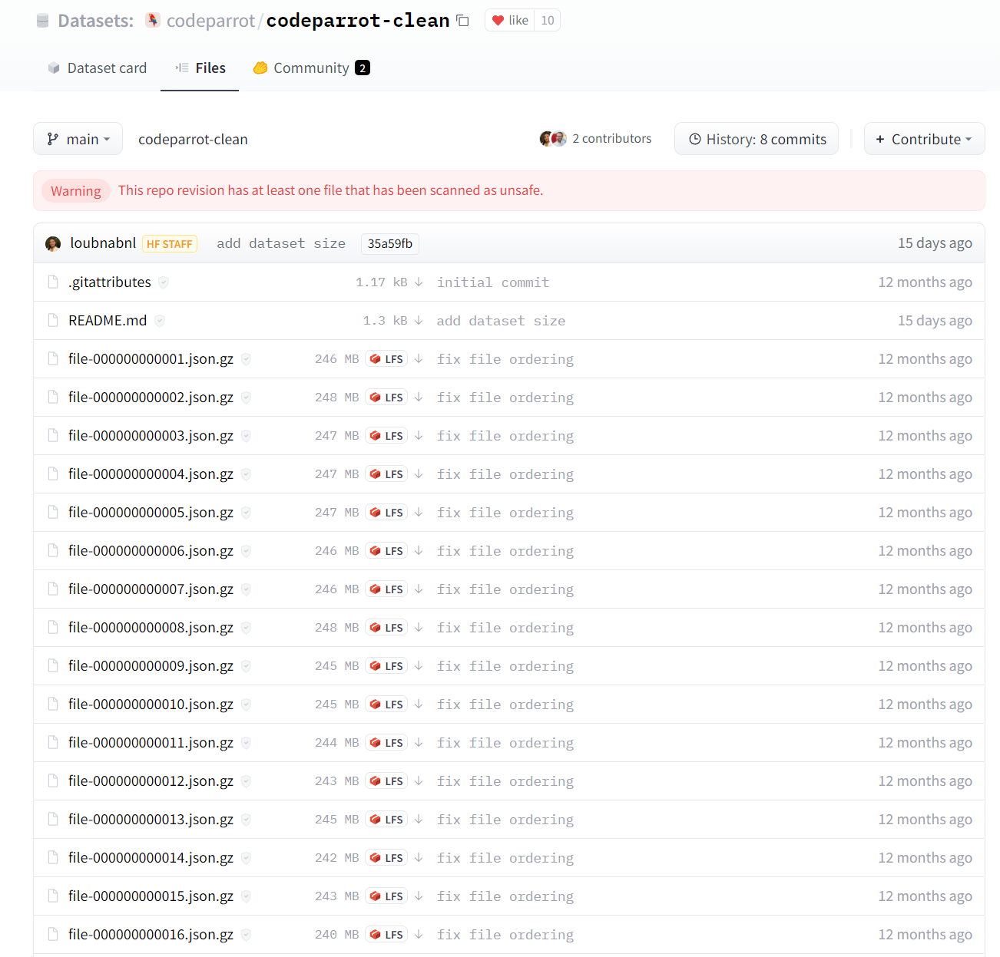 Datasets: codeparrot/codeparrot-clean like 10
Dataset card Files Community 2
main codeparrot-clean 2 contributors History: 8 commits + Contribute
Warning This repo revision has at least one file that has been scanned as unsafe.
loubnabnl HF STAFF add dataset size 35a59fb 15 days ago
.gitattributes 1.17 kB initial commit 12 months ago
README.md 1.3 kB add dataset size 15 days ago
file-000000000001.json.gz 246 MB LFS fix file ordering 12 months ago
file-000000000002.json.gz 248 MB LFS fix file ordering 12 months ago
file-000000000003.json.gz 247 MB LFS fix file ordering 12 months ago
file-000000000004.json.gz 247 MB LFS fix file ordering 12 months ago
file-000000000005.json.gz 247 MB LFS fix file ordering 12 months ago
file-000000000006.json.gz 246 MB LFS fix file ordering 12 months ago
file-000000000007.json.gz 246 MB LFS fix file ordering 12 months ago
file-000000000008.json.gz 248 MB LFS fix file ordering 12 months ago
file-000000000009.json.gz 245 MB LFS fix file ordering 12 months ago
file-000000000010.json.gz 245 MB LFS fix file ordering 12 months ago
file-000000000011.json.gz 244 MB LFS fix file ordering 12 months ago
file-000000000012.json.gz 243 MB LFS fix file ordering 12 months ago
file-000000000013.json.gz 245 MB LFS fix file ordering 12 months ago
file-000000000014.json.gz 242 MB LFS fix file ordering 12 months ago
file-000000000015.json.gz 243 MB LFS fix file ordering 12 months ago
file-000000000016.json.gz 240 MB LFS fix file ordering 12 months ago